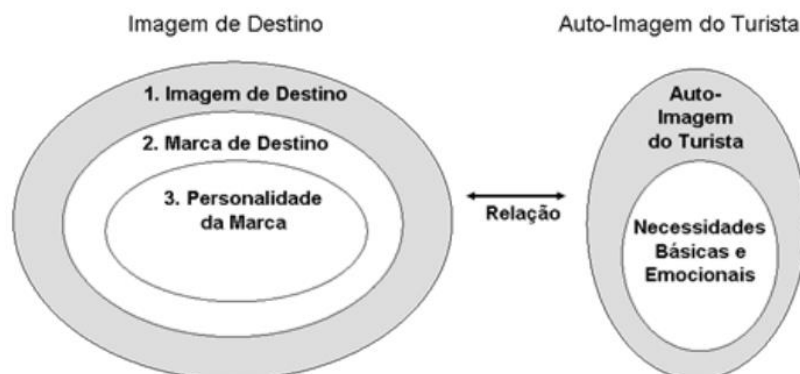 Imagem de Destino
Auto-Imagem do Turista
1. Imagem de Destino
2. Marca de Destino
3. Personalidade
da Marca
Relação
Auto-
Imagem
do Turista
Necessidades
Básicas e
Emocionais